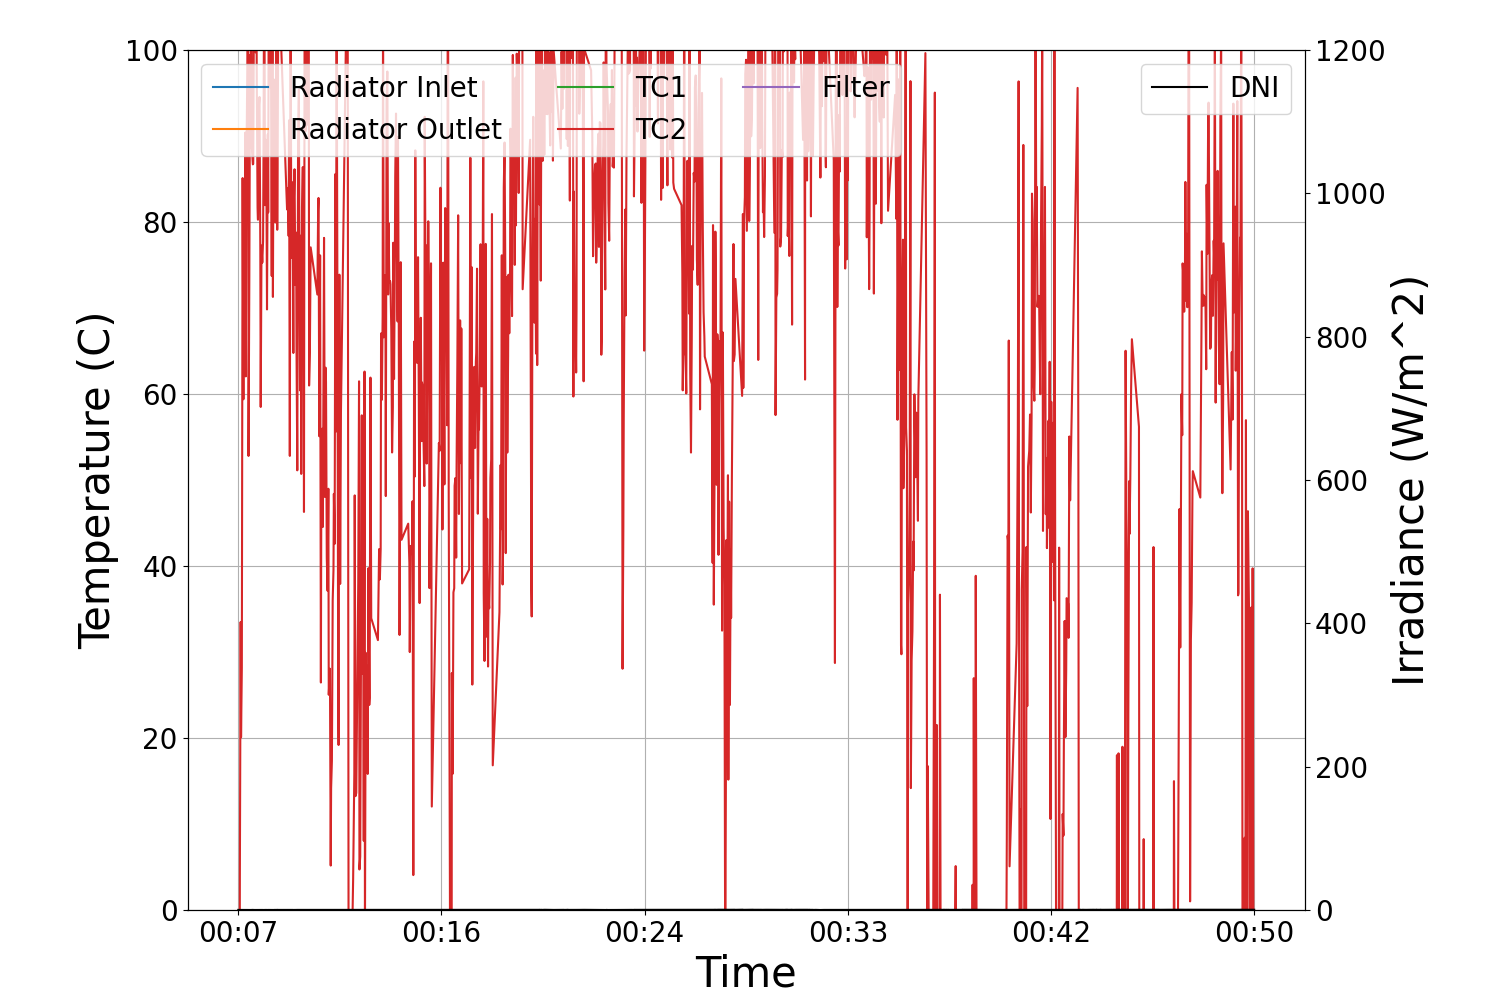 100
80
60
40
20
0
Temperature (C)
Radiator Inlet
Radiator Outlet
TC1
TC2
Filter
DNI
1200
1000
800
600
400
200
0
Irradiance (W/m^2)
00:07 00:16 00:24 00:33 00:42 00:50
Time